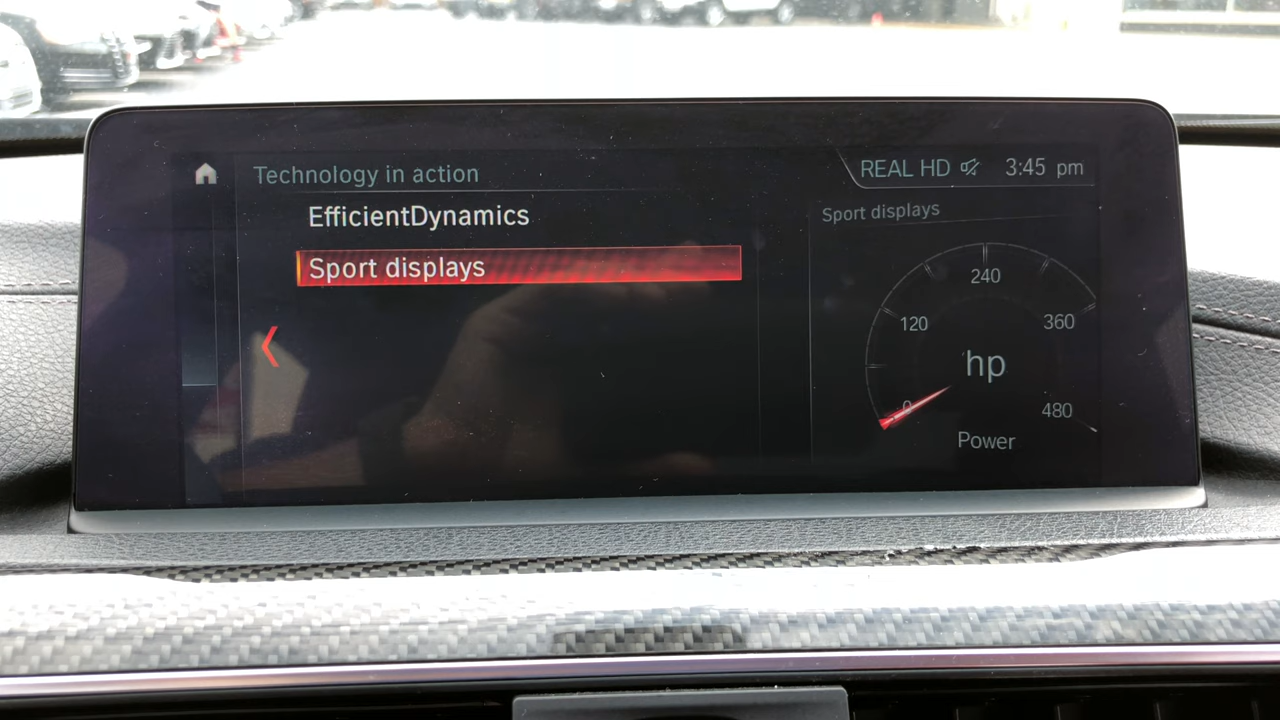 Technology in action
REAL HD
3:45 pm
EfficientDynamics
Sport displays
Sport displays
240
120
360
hp
0
480
Power